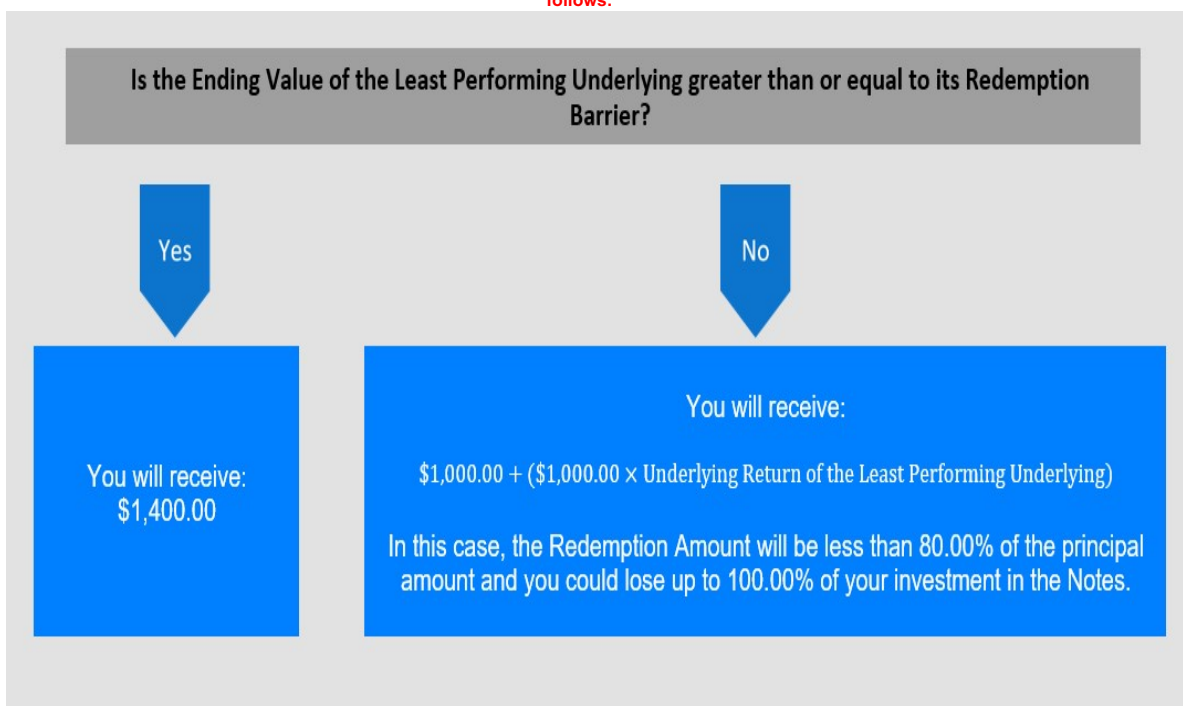 follows:
Is the Ending Value of the Least Performing Underlying greater than or equal to its Redemption
Barrier?
Yes
No
You will receive:
$1,400.00
You will receive:
$1,000.00 + ($1,000.00 × Underlying Return of the Least Performing Underlying)
In this case, the Redemption Amount will be less than 80.00% of the principal
amount and you could lose up to 100.00% of your investment in the Notes.